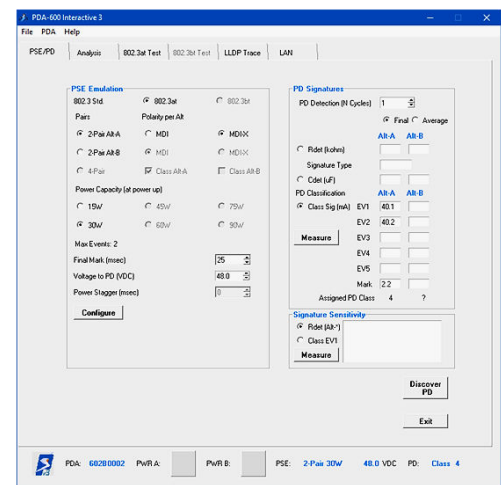 PDA-600 Interactive 3
File PDA Help
PSE/PD Analysis 802.3at Test 802.3bt Test LLDP Trace LAN
PSE Emulation
802.3 Std. 802.3at 802.3bt
Pairs Polarity per Alt
2-Pair Alt-A MDI MDI-X
2-Pair Alt-B MDI MDI-X
4-Pair Class Alt-A Class Alt-B
Power Capacity (at power up)
15W 45W 75W
30W 60W 90W
Max Events: 2
Final Mark (msec) 25
Voltage to PD (VDC) 48.0
Power Stagger (msec) 0
Configure
PD Signatures
PD Detection (N Cycles) 1
Final Average
Alt-A Alt-B
Rdet (kohm)
Signature Type
Cdet (uF)
PD Classification Alt-A Alt-B
Class Sig (mA) EV1 40.1
EV2 40.2
Measure EV3
EV4
EV5
Mark 2.2
Assigned PD Class 4 ?
Signature Sensitivity
Rdet (Alt-*)
Class EV1
Measure
Discover
PD
Exit
PDA: 60280002 PWR A: PWR B: PSE: 2-Pair 30W 48.0 VDC PD: Class 4